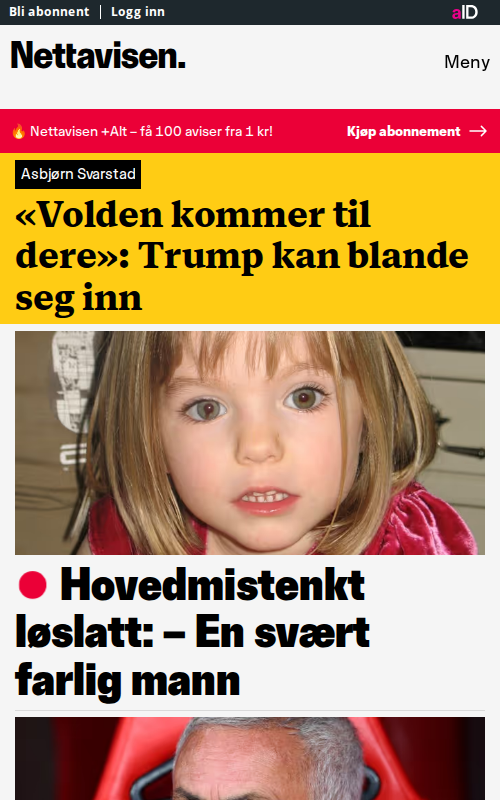 Bli abonnent | Logg inn
aID
Nettavisen.
Meny
🔥 Nettavisen +Alt – få 100 aviser fra 1 kr!
Kjøp abonnement →
Asbjørn Svarstad
«Volden kommer til
dere»: Trump kan blande
seg inn
Hovedmistenkt
løslatt: – En svært
farlig mann